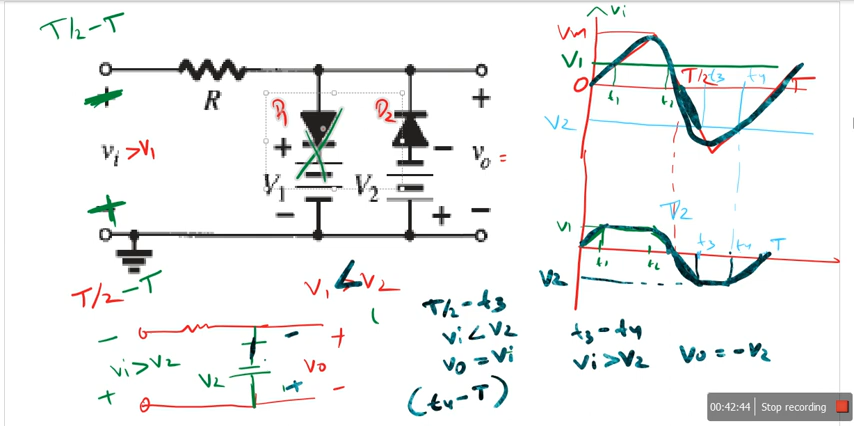 T/2 - T
R
D2
+
vi > v1
+
V1
-
-
V2
+
+
vo =
-
vi
Vm
V1
O
T/2 t3
t4
T
t1
t2
V2
T/2
V1
t1
t2
t3
t4
T
V2
T/2 - T
V1 < V2
-
vi > V2
+
V2
-
+
+
Vo
-
T/2 - t3
vi < V2
vo = vi
(t4 - T)
t3 - t4
vi > V2
Vo = -V2
00:42:44 Stop recording